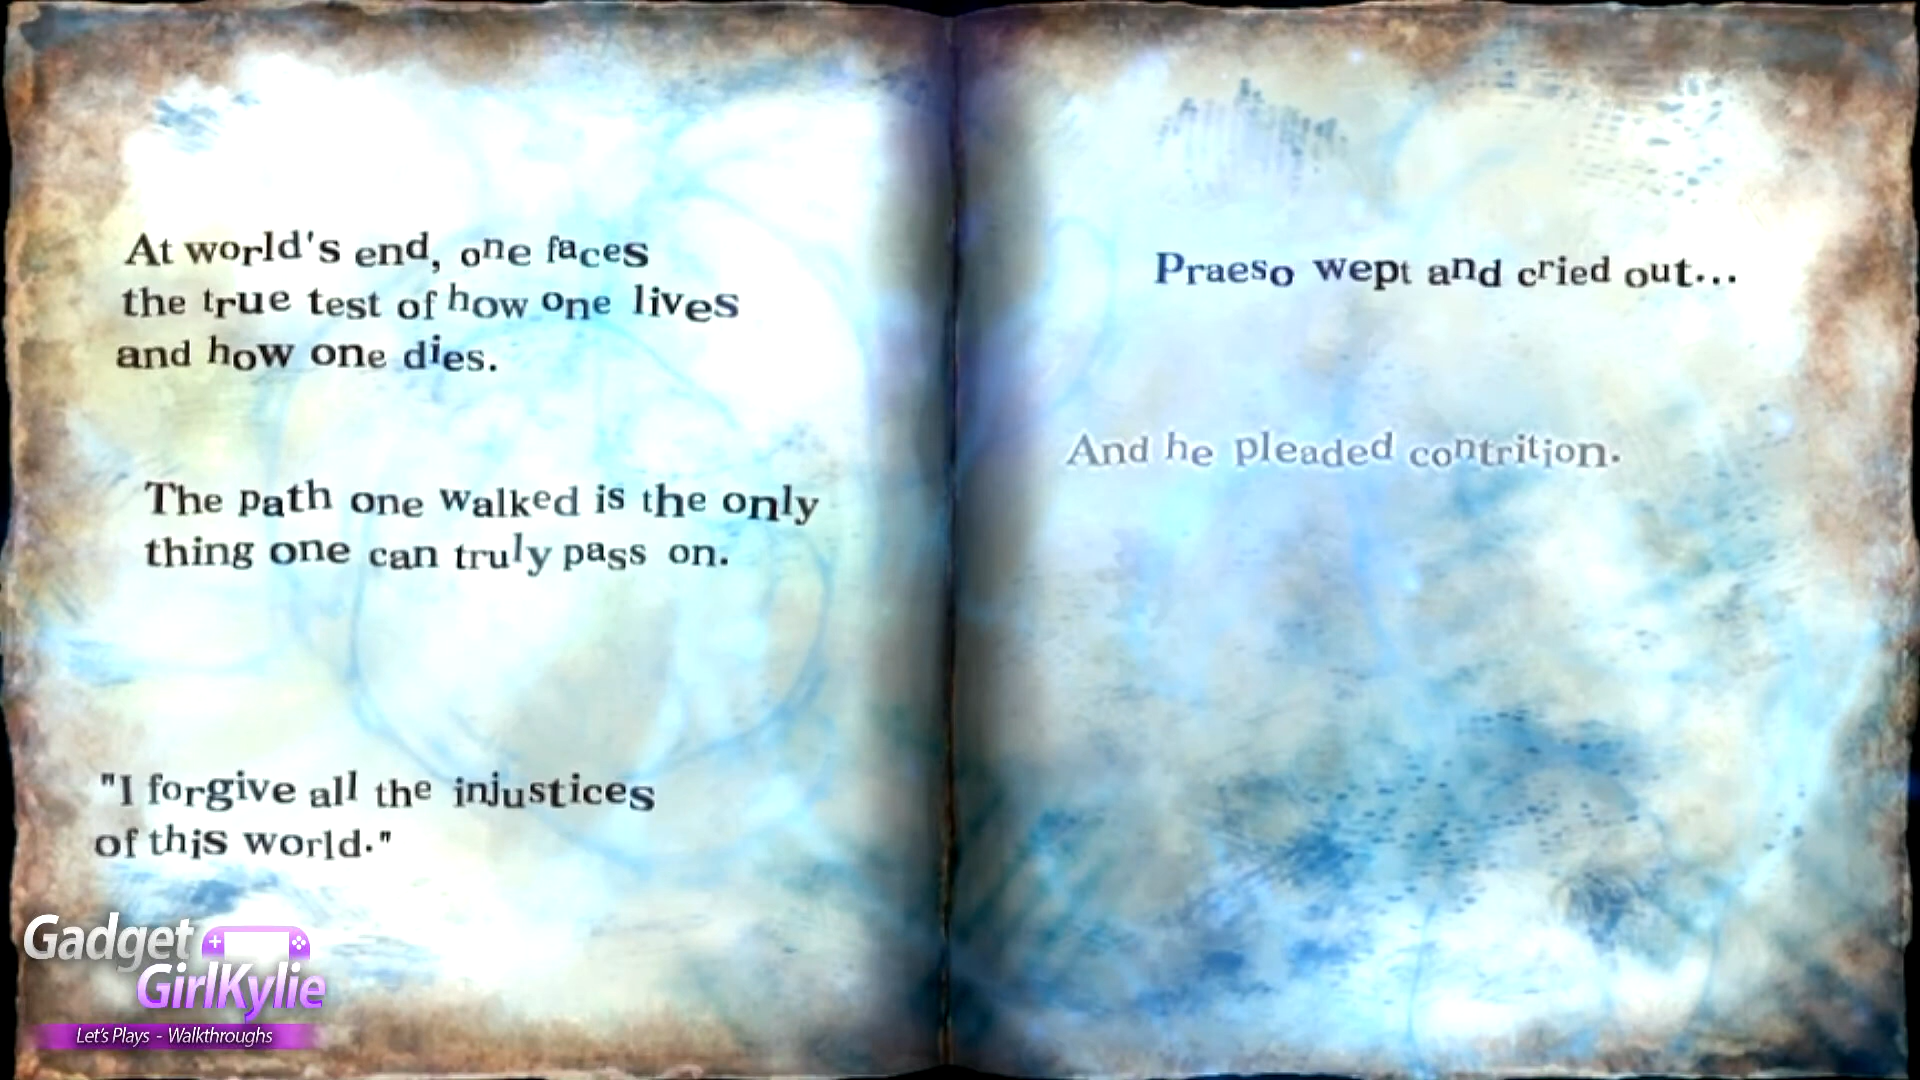 At world's end, one faces
the true test of how one lives
and how one dies.
The path one walked is the only
thing one can truly pass on.
"I forgive all the injustices
of this world."
Praeso wept and cried out...
And he pleaded contrition.
Gadget
GirlKylie
Let's Plays - Walkthroughs